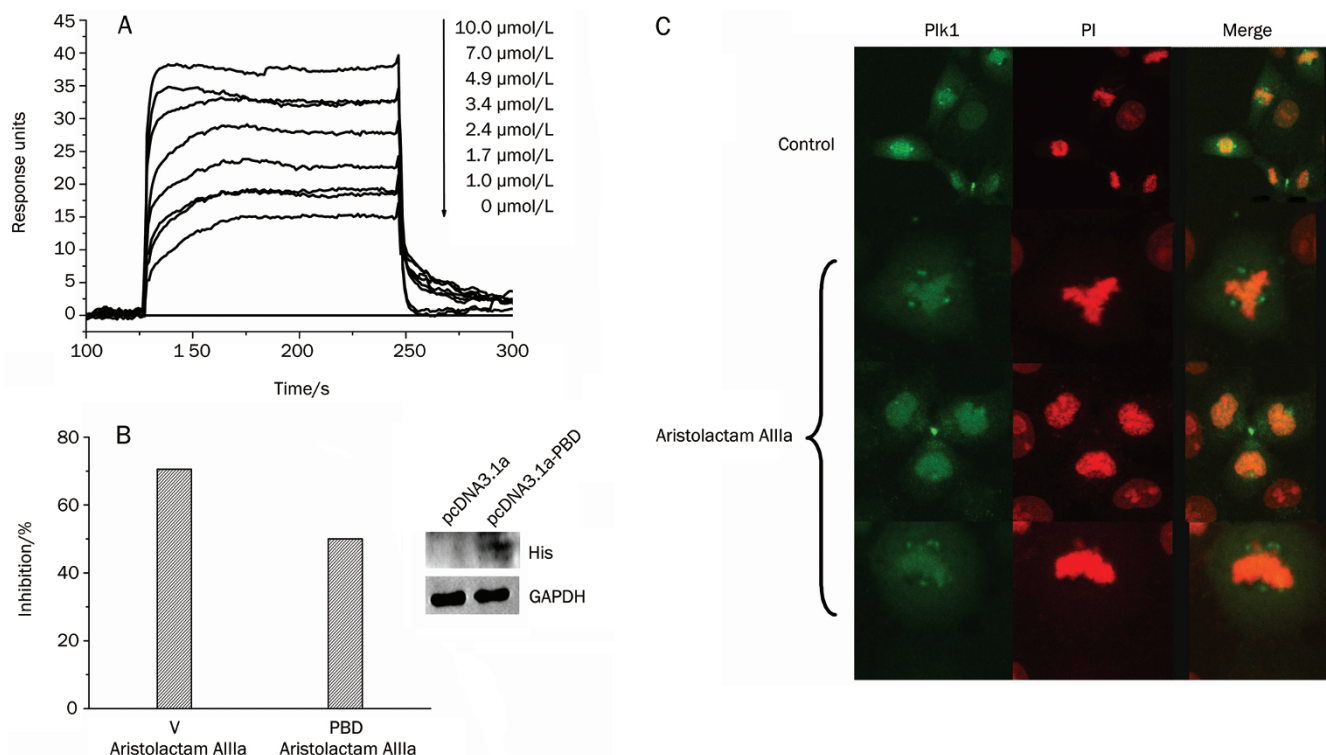 A
45
40
35
30
25
20
15
10
5
0
Response units
100
1 50
200
250
300
Time/s
10.0 µmol/L
7.0 µmol/L
4.9 µmol/L
3.4 µmol/L
2.4 µmol/L
1.7 µmol/L
1.0 µmol/L
0 µmol/L
B
80
60
40
20
0
Inhibition/%
V
Aristolactam AIIIa
PBD
Aristolactam AIIIa
pcDNA3.1a
pcDNA3.1a-PBD
His
GAPDH
C
Plk1
PI
Merge
Control
Aristolactam AIIIa